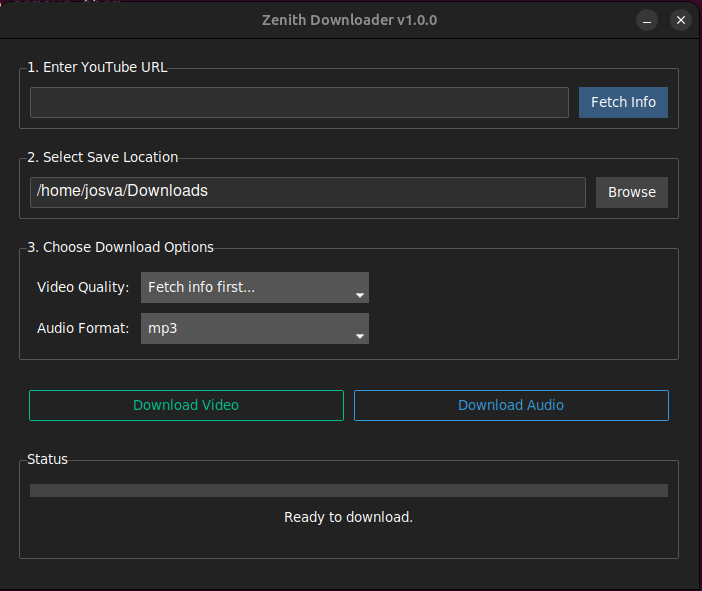 Zenith Downloader v1.0.0
1. Enter YouTube URL
Fetch Info
2. Select Save Location
/home/josva/Downloads
Browse
3. Choose Download Options
Video Quality: Fetch info first...
Audio Format: mp3
Download Video Download Audio
Status
Ready to download.